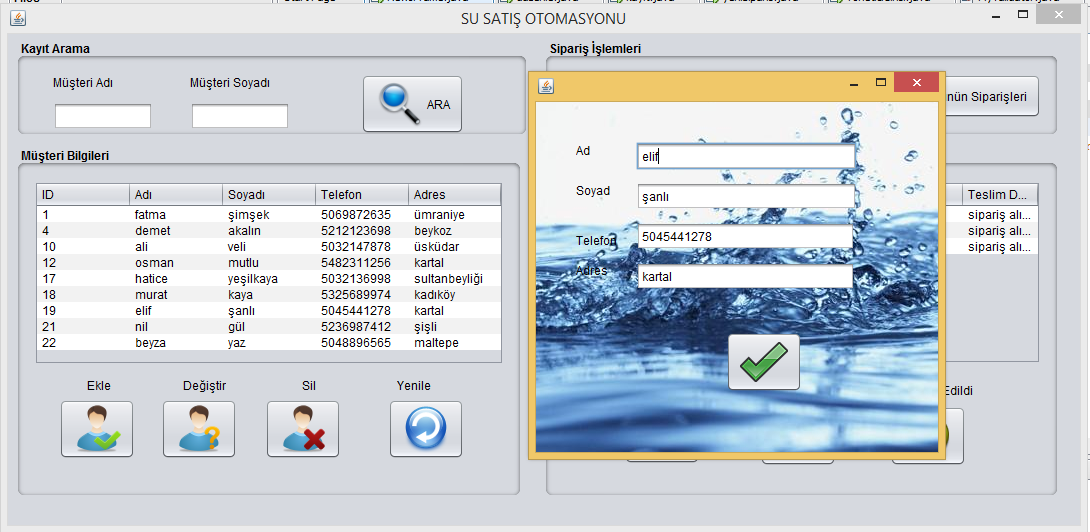 SU SATIŞ OTOMASYONU
Kayıt Arama
Müşteri Adı Müşteri Soyadı
ARA
Müşteri Bilgileri
ID Adı Soyadı Telefon Adres
1 fatma şimşek 5069872635 ümraniye
4 demet akalın 5212123698 beykoz
10 ali veli 5032147878 üsküdar
12 osman mutlu 5482311256 kartal
17 hatice yeşilkaya 5032136998 sultanbeyliği
18 murat kaya 5325689974 kadıköy
19 elif şanlı 5045441278 kartal
21 nil gül 5236987412 şişli
22 beyza yaz 5048896565 maltepe
Ekle Değiştir Sil Yenile
Sipariş İşlemleri
nün Siparişleri
Teslim D...
sipariş alı...
sipariş alı...
sipariş alı...
Edildi
Ad elif
Soyad şanlı
Telefon 5045441278
Adres kartal